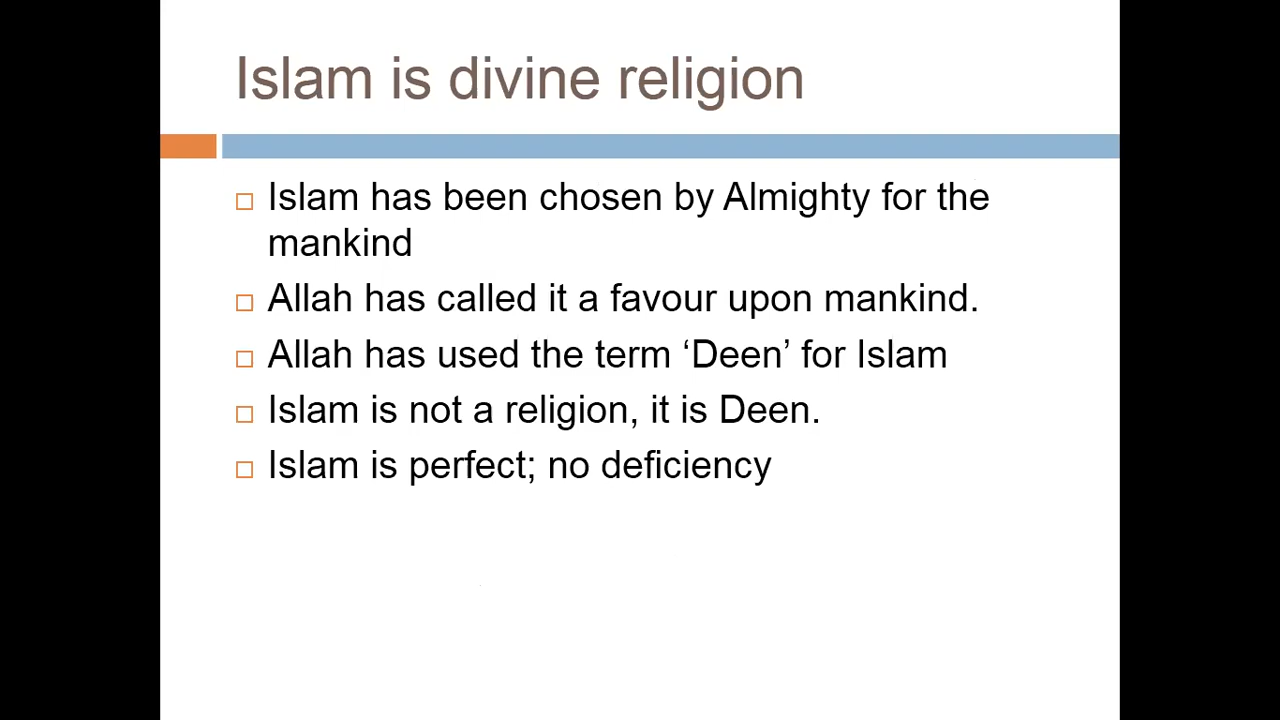 Islam is divine religion
Islam has been chosen by Almighty for the
mankind
Allah has called it a favour upon mankind.
Allah has used the term ‘Deen’ for Islam
Islam is not a religion, it is Deen.
Islam is perfect; no deficiency